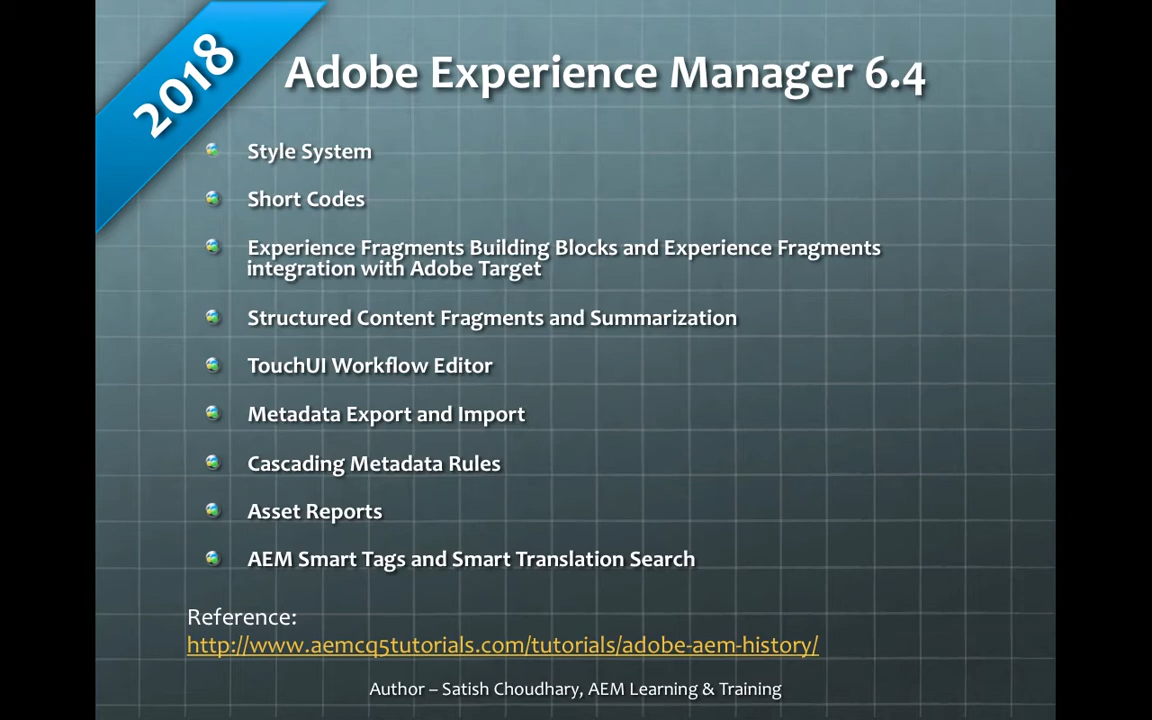 2018
Adobe Experience Manager 6.4
Style System
Short Codes
Experience Fragments Building Blocks and Experience Fragments
integration with Adobe Target
Structured Content Fragments and Summarization
TouchUI Workflow Editor
Metadata Export and Import
Cascading Metadata Rules
Asset Reports
AEM Smart Tags and Smart Translation Search
Reference:
http://www.aemcq5tutorials.com/tutorials/adobe-aem-history/
Author – Satish Choudhary, AEM Learning & Training